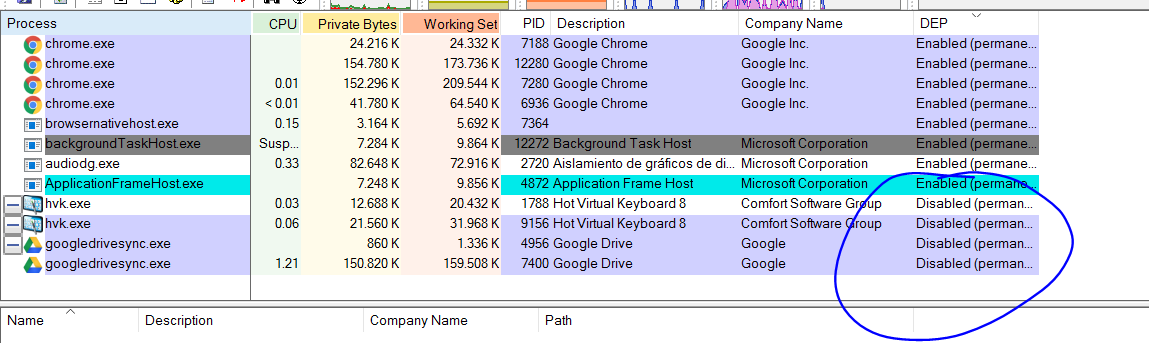 Process CPU Private Bytes Working Set PID Description Company Name DEP
chrome.exe 24.216 K 24.332 K 7188 Google Chrome Google Inc. Enabled (permane...
chrome.exe 154.780 K 173.736 K 12280 Google Chrome Google Inc. Enabled (permane...
chrome.exe 0.01 152.296 K 209.544 K 7280 Google Chrome Google Inc. Enabled (permane...
chrome.exe < 0.01 41.780 K 64.540 K 6936 Google Chrome Google Inc. Enabled (permane...
browsernativehost.exe 0.15 3.164 K 5.692 K 7364 Enabled (permane...
backgroundTaskHost.exe Susp... 7.284 K 9.864 K 12272 Background Task Host Microsoft Corporation Enabled (permane...
audiodg.exe 0.33 82.648 K 72.916 K 2720 Aislamiento de gráficos de di... Microsoft Corporation Enabled (permane...
ApplicationFrameHost.exe 7.248 K 9.856 K 4872 Application Frame Host Microsoft Corporation Enabled (permane...
hvk.exe 0.03 12.688 K 20.432 K 1788 Hot Virtual Keyboard 8 Comfort Software Group Disabled (perman...
hvk.exe 0.06 21.560 K 31.968 K 9156 Hot Virtual Keyboard 8 Comfort Software Group Disabled (perman...
googledrivesync.exe 860 K 1.336 K 4956 Google Drive Google Disabled (perman...
googledrivesync.exe 1.21 150.820 K 159.508 K 7400 Google Drive Google Disabled (perman...
Name Description Company Name Path